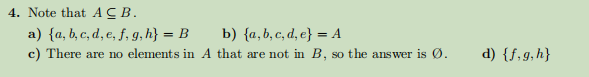 4. Note that A ⊆ B.
a) {a, b, c, d, e, f, g, h} = B b) {a, b, c, d, e} = A
c) There are no elements in A that are not in B, so the answer is Ø. d) {f, g, h}